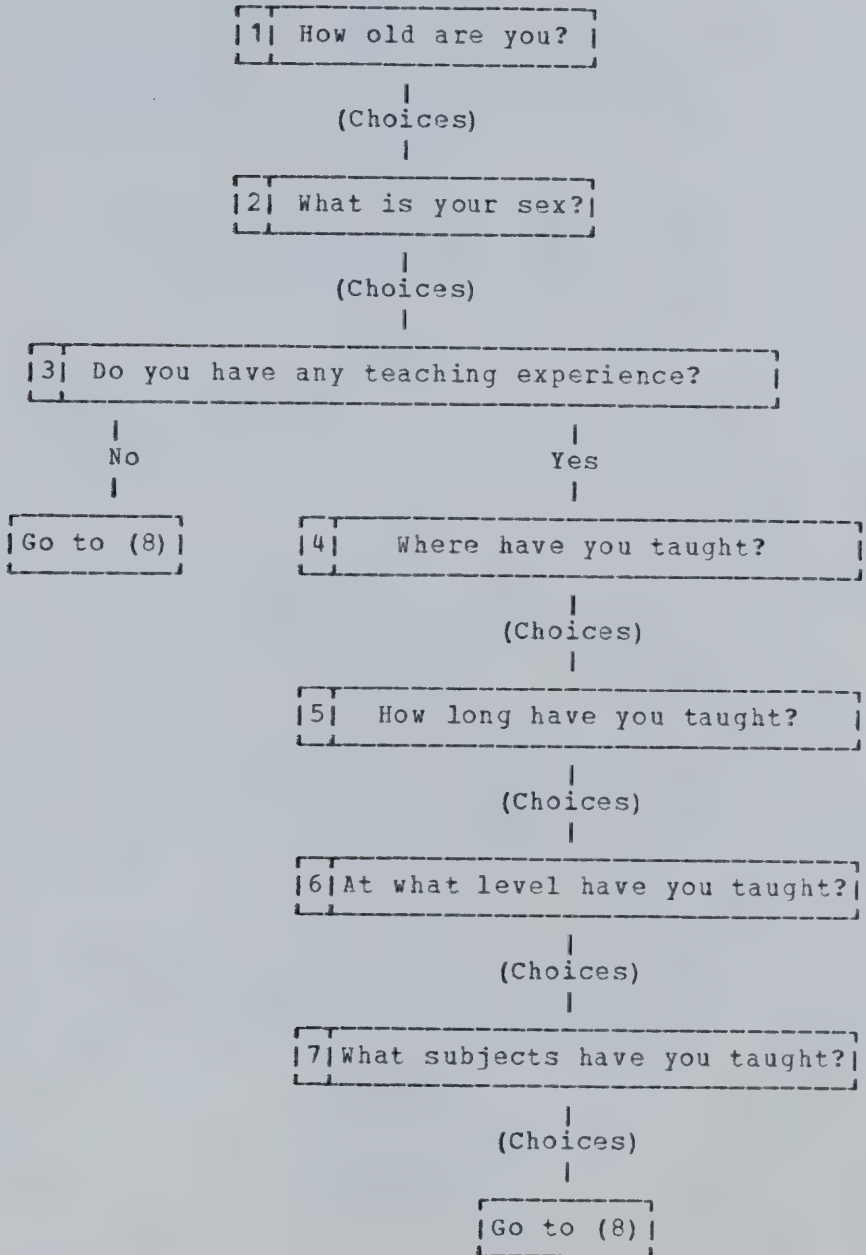 1 How old are you?
(Choices)
2 What is your sex?
(Choices)
3 Do you have any teaching experience?
No Yes
Go to (8) 4 Where have you taught?
(Choices)
5 How long have you taught?
(Choices)
6 At what level have you taught?
(Choices)
7 What subjects have you taught?
(Choices)
Go to (8)